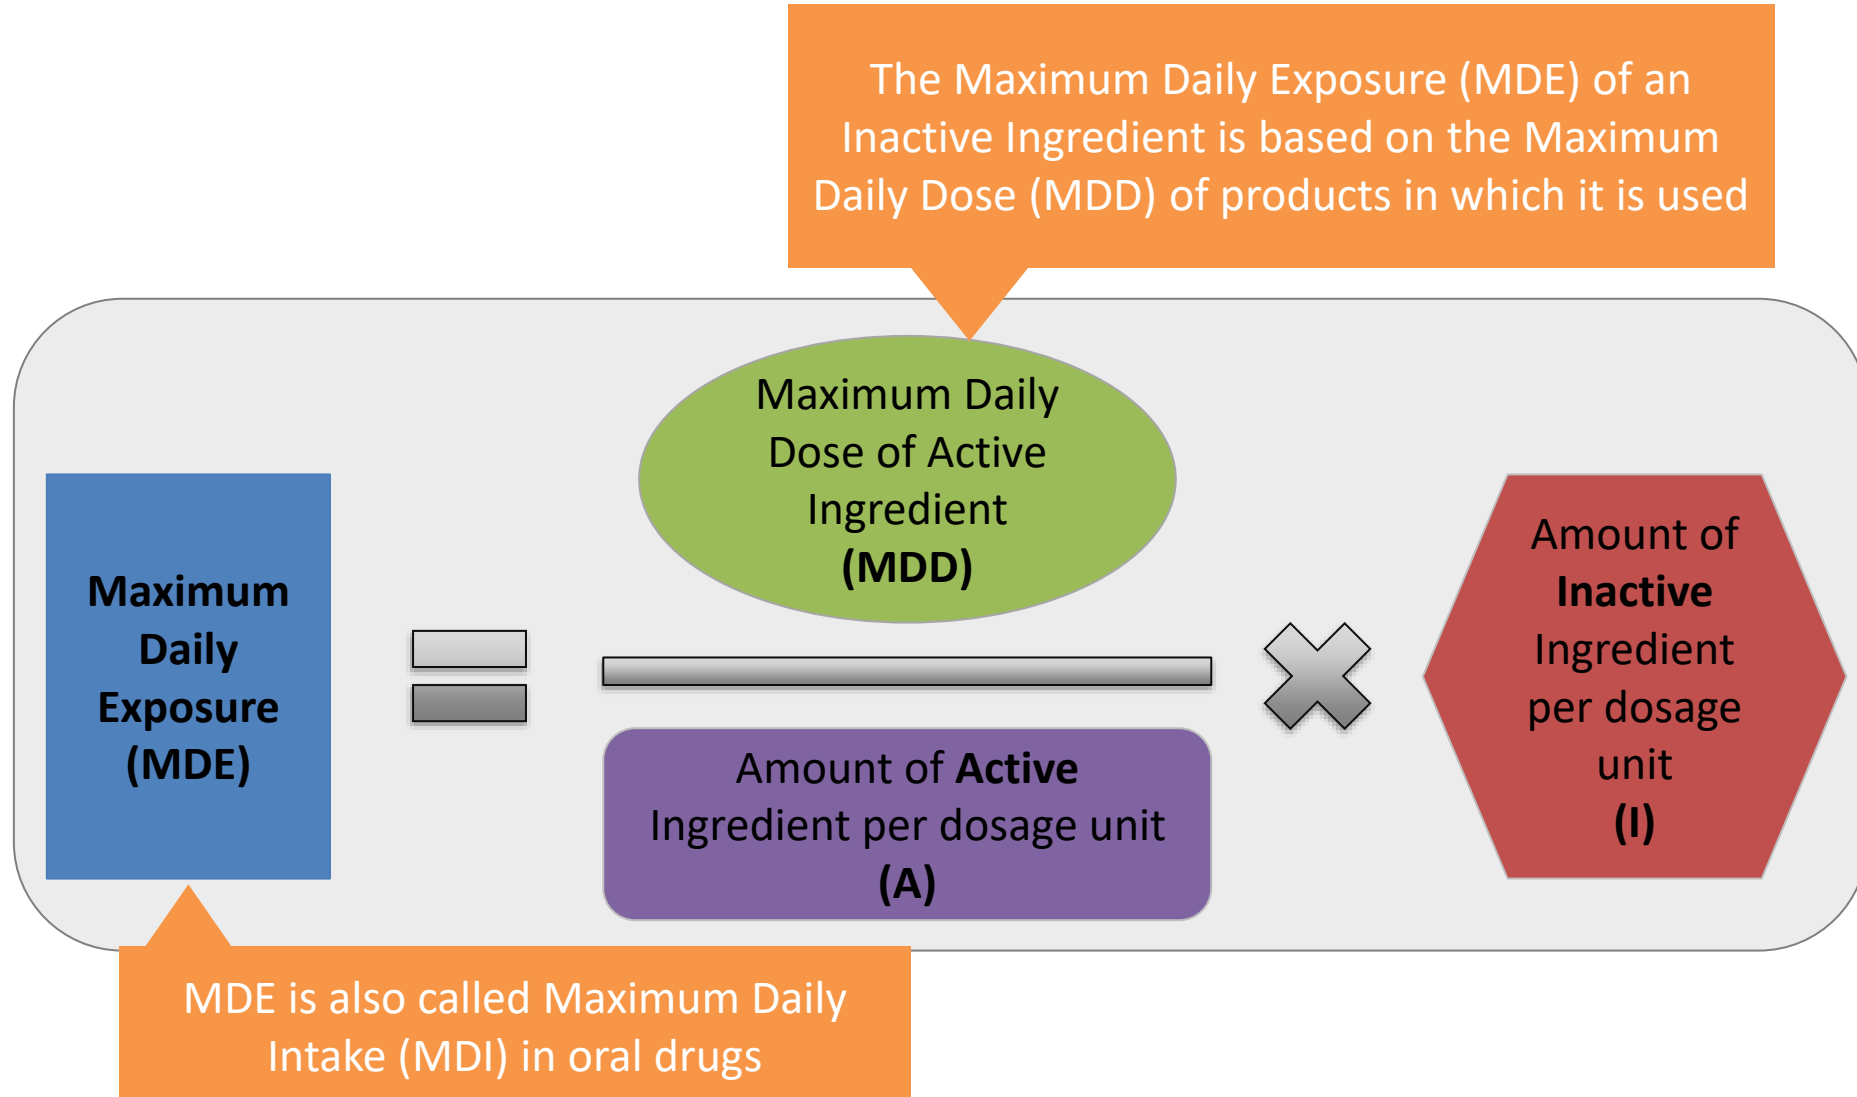 The Maximum Daily Exposure (MDE) of an
Inactive Ingredient is based on the Maximum
Daily Dose (MDD) of products in which it is used
Maximum
Daily
Exposure
(MDE)
Maximum Daily
Dose of Active
Ingredient
(MDD)
Amount of Active
Ingredient per dosage unit
(A)
Amount of
Inactive
Ingredient
per dosage
unit
(I)
MDE is also called Maximum Daily
Intake (MDI) in oral drugs